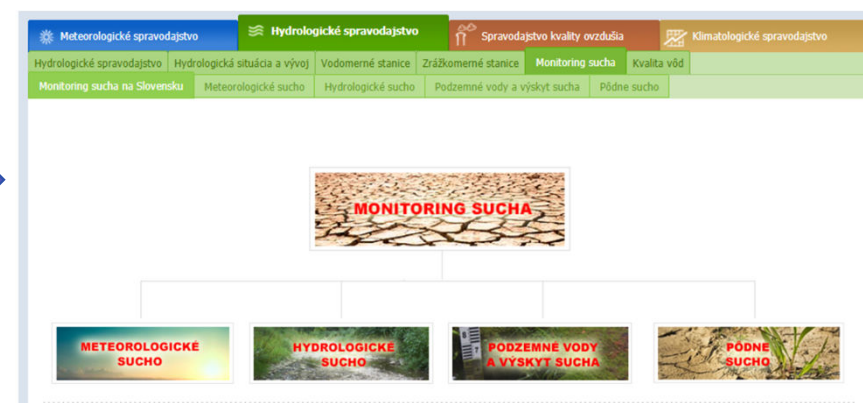 Meteorologické spravodajstvo
Hydrologické spravodajstvo
Spravodajstvo kvality ovzdušia
Klimatologické spravodajstvo
Hydrologické spravodajstvo
Hydrologická situácia a vývoj
Vodomerné stanice
Zrážkomerné stanice
Monitoring sucha
Kvalita vôd
Monitoring sucha na Slovensku
Meteorologické sucho
Hydrologické sucho
Podzemné vody a výskyt sucha
Pôdne sucho
MONITORING SUCHA
METEOROLOGICKÉ
SUCHO
HYDROLOGICKÉ
SUCHO
PODZEMNÉ VODY
A VÝSKYT SUCHA
PÔDNE
SUCHO